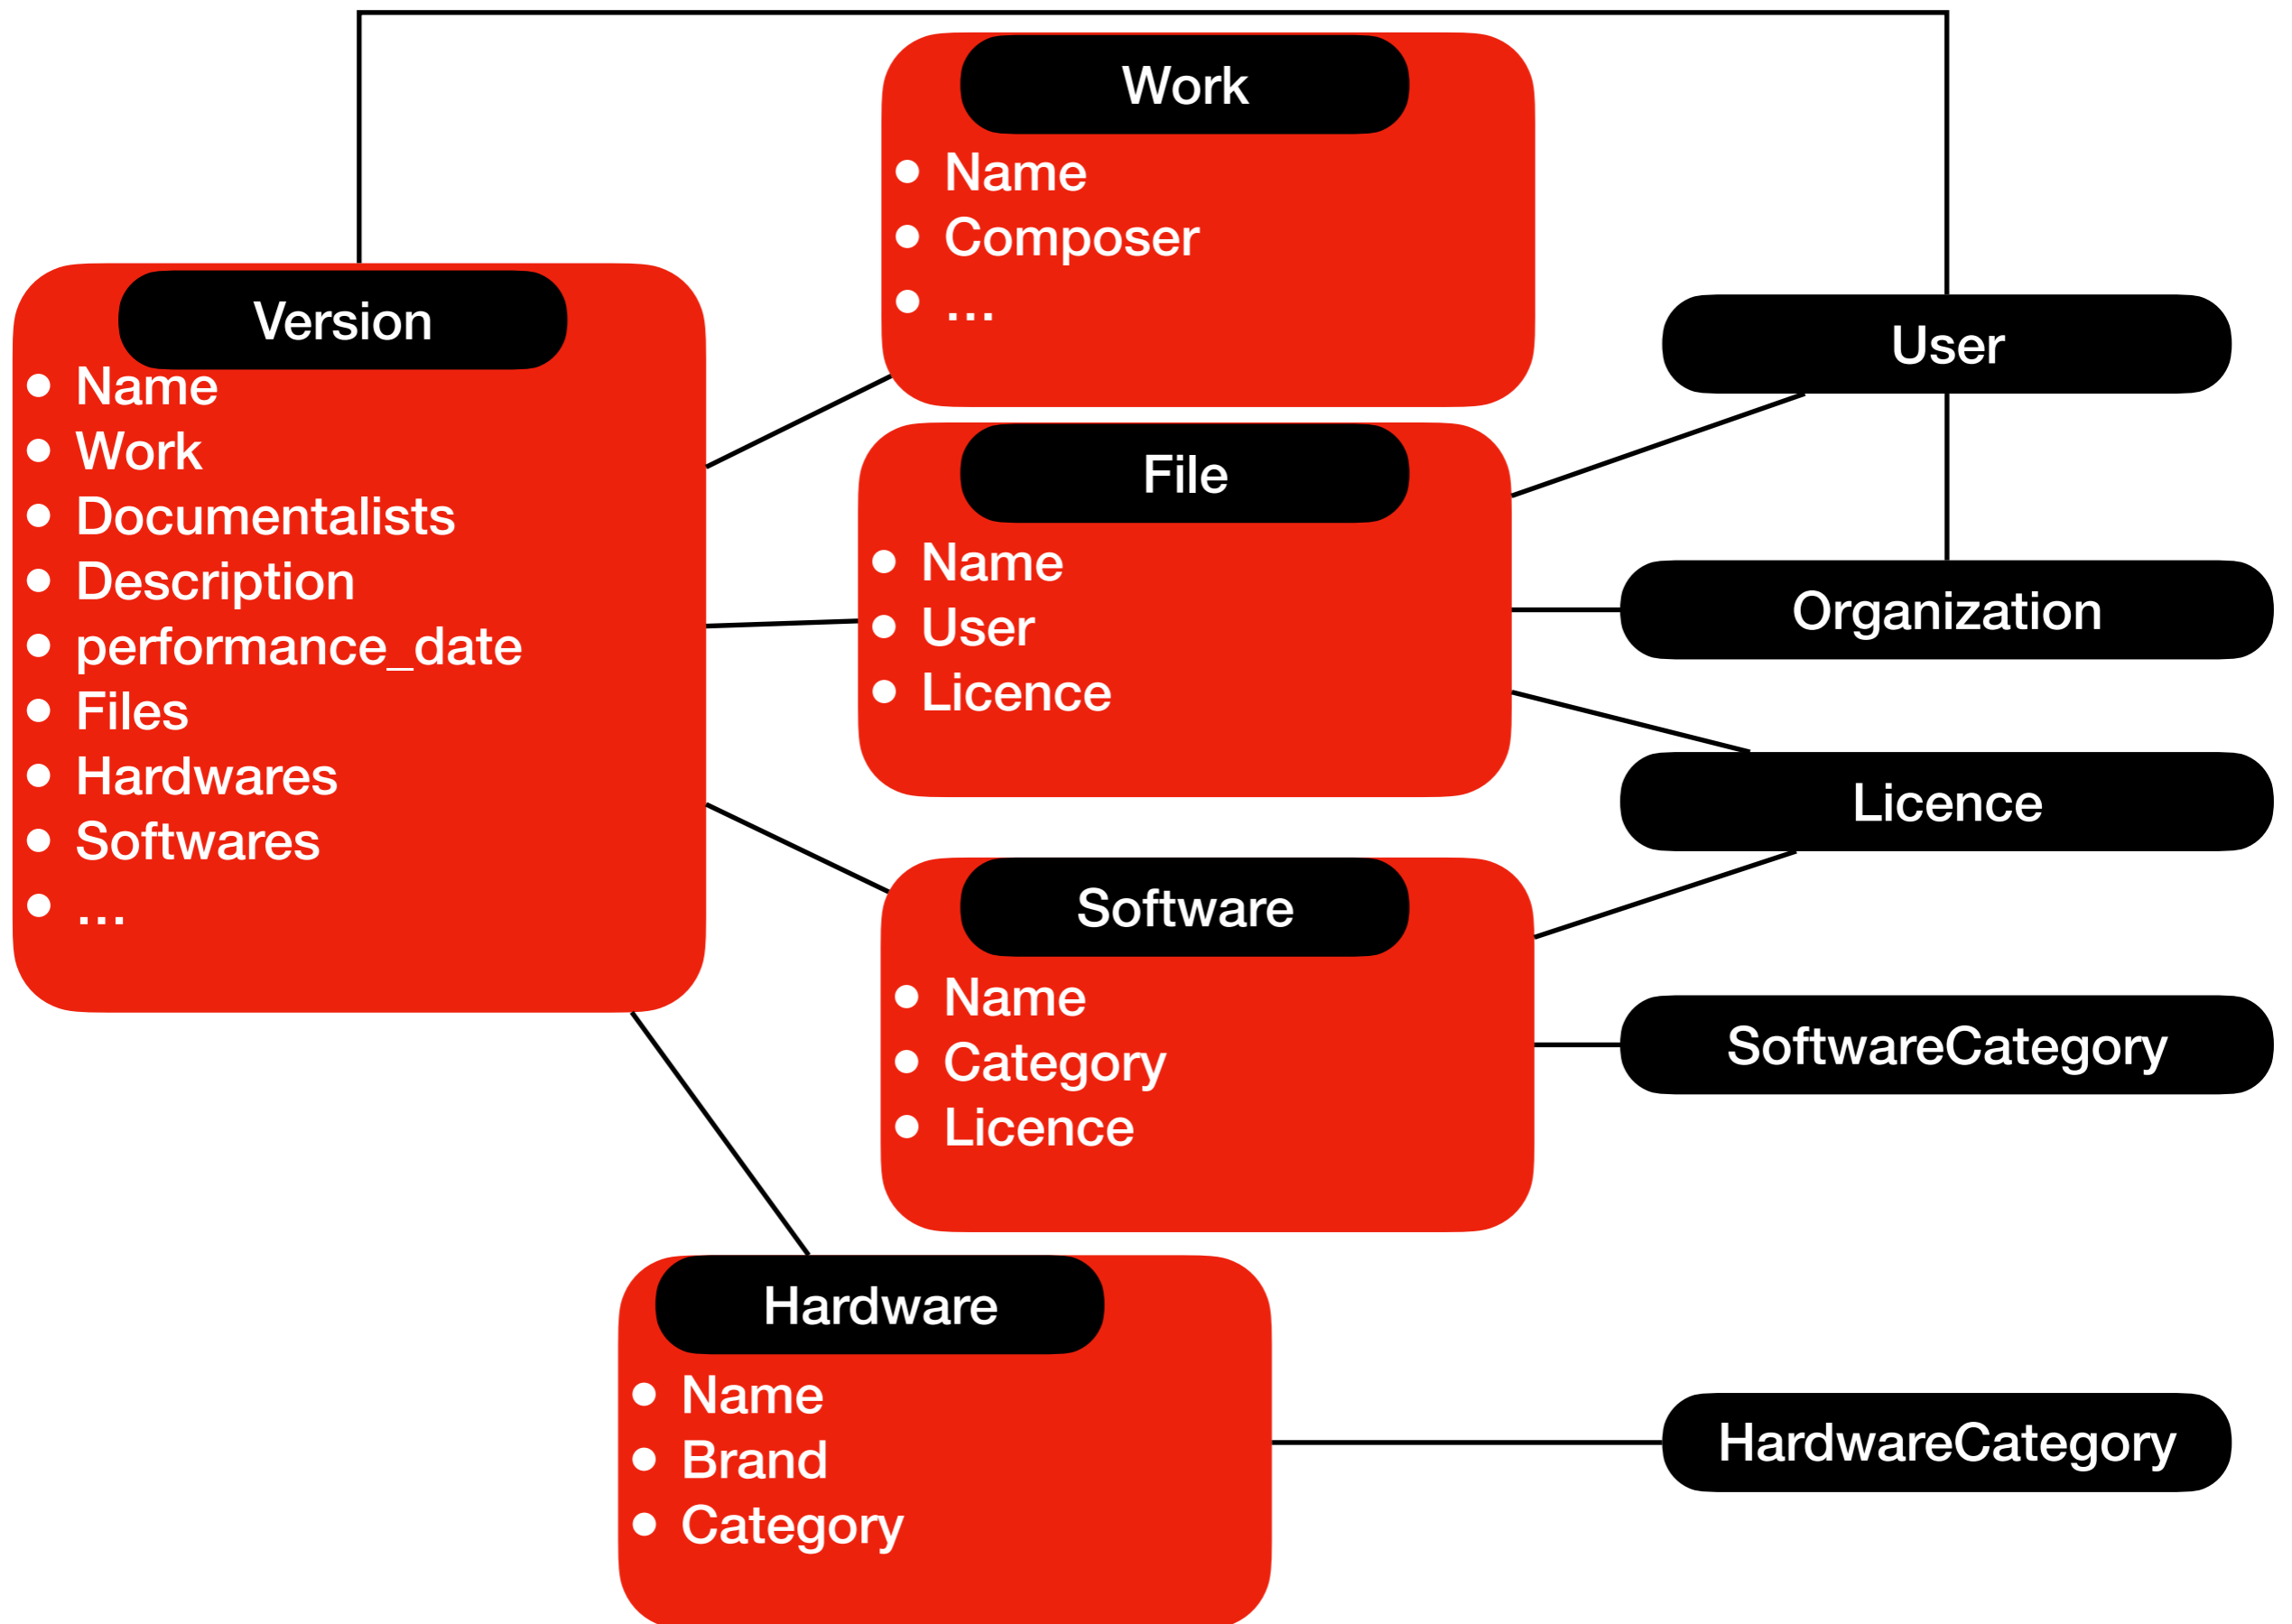 Version
• Name
• Work
• Documentalists
• Description
• performance_date
• Files
• Hardwares
• Softwares
• ...
Work
• Name
• Composer
• ...
File
• Name
• User
• Licence
Software
• Name
• Category
• Licence
Hardware
• Name
• Brand
• Category
User
Organization
Licence
SoftwareCategory
HardwareCategory